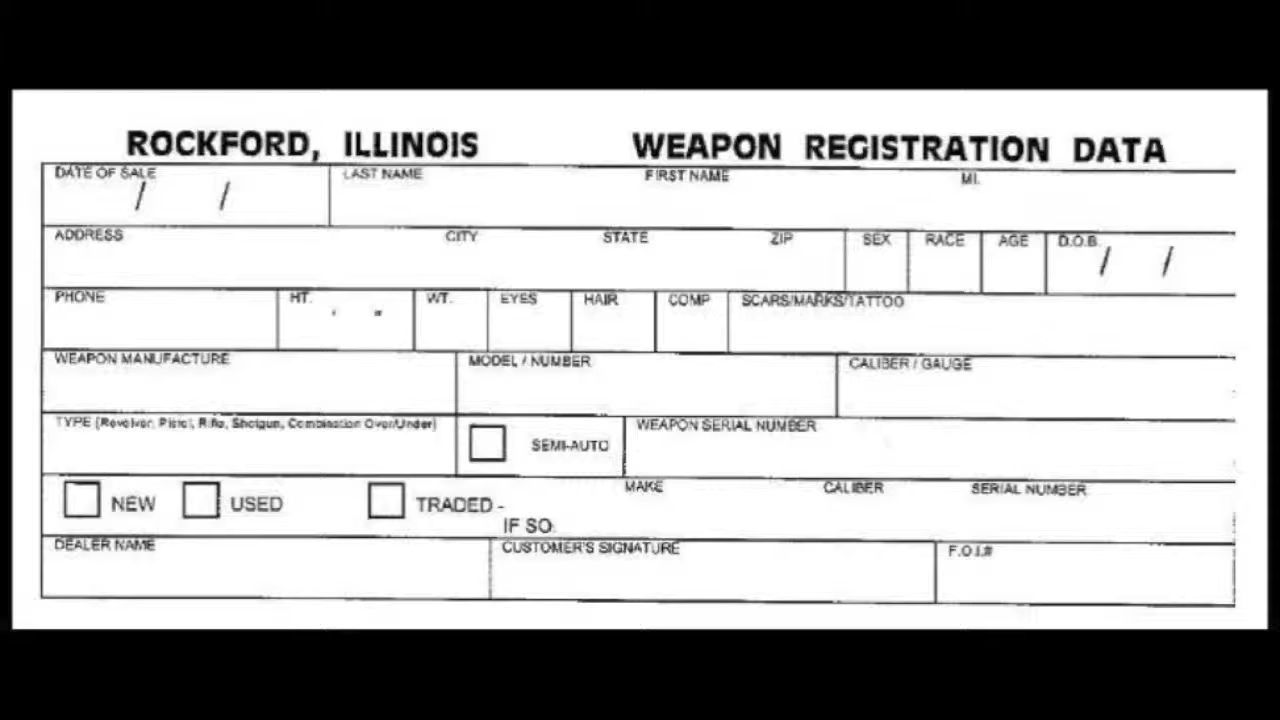 ROCKFORD, ILLINOIS WEAPON REGISTRATION DATA
DATE OF SALE LAST NAME FIRST NAME MI.
/ /
ADDRESS CITY STATE ZIP SEX RACE AGE D.O.B.
/ /
PHONE HT. ' " WT. EYES HAIR COMP SCARS/MARKS/TATTOO
WEAPON MANUFACTURE MODEL / NUMBER CALIBER / GAUGE
TYPE (Revolver, Pistol, Rifle, Shotgun, Combination Over/Under) SEMI-AUTO WEAPON SERIAL NUMBER
NEW USED TRADED - MAKE CALIBER SERIAL NUMBER
IF SO:
DEALER NAME CUSTOMER'S SIGNATURE F.O.I.#